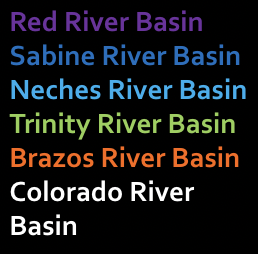 Red River Basin
Sabine River Basin
Neches River Basin
Trinity River Basin
Brazos River Basin
Colorado River
Basin